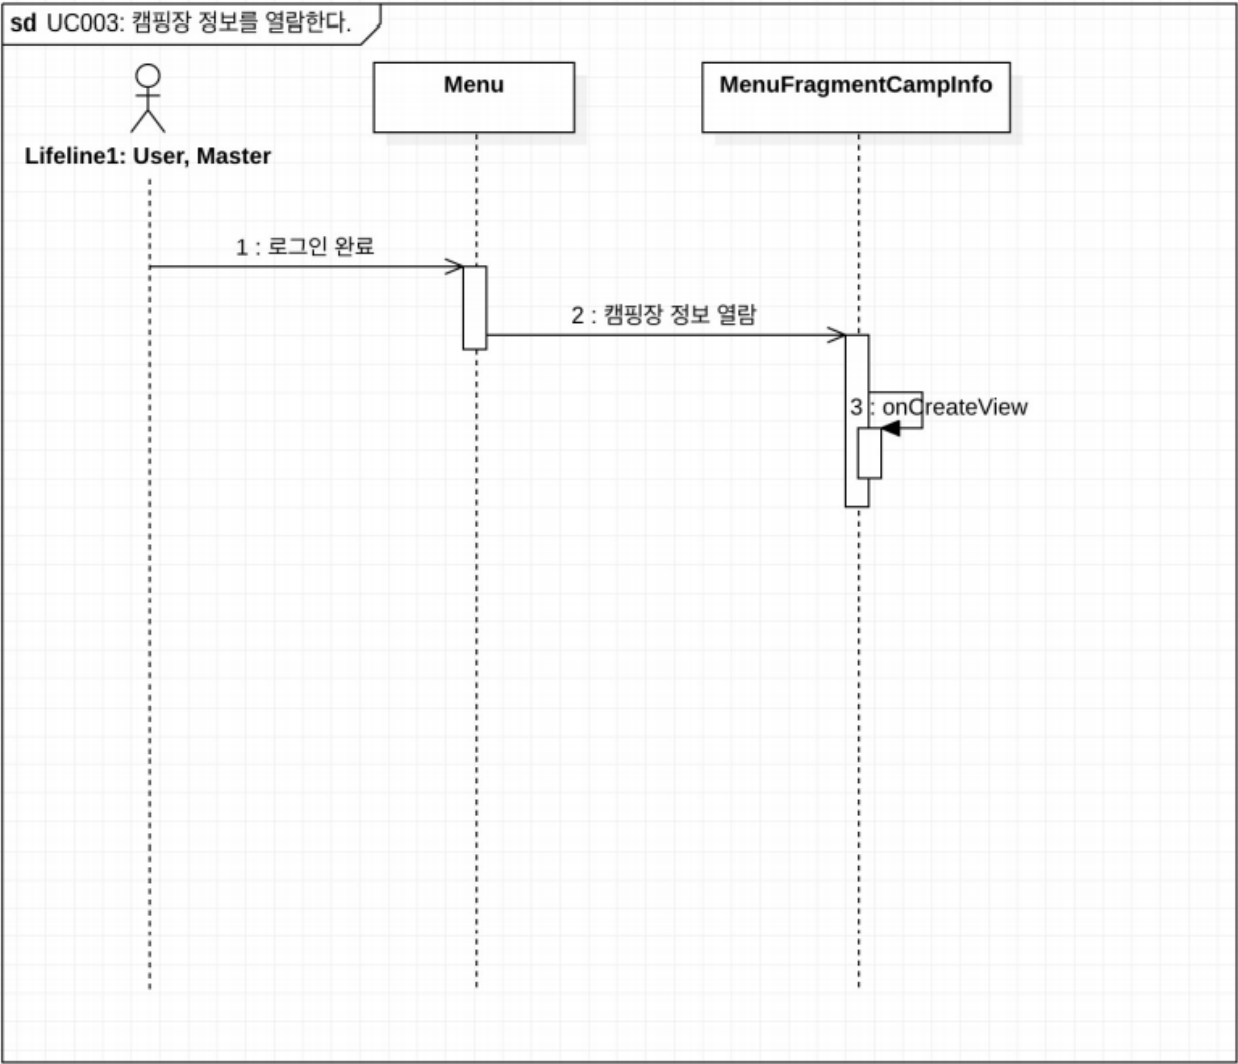 sd UC003: 캠핑장 정보를 열람한다.
Menu
MenuFragmentCampInfo
Lifeline1: User, Master
1 : 로그인 완료
2 : 캠핑장 정보 열람
3 : onCreateView